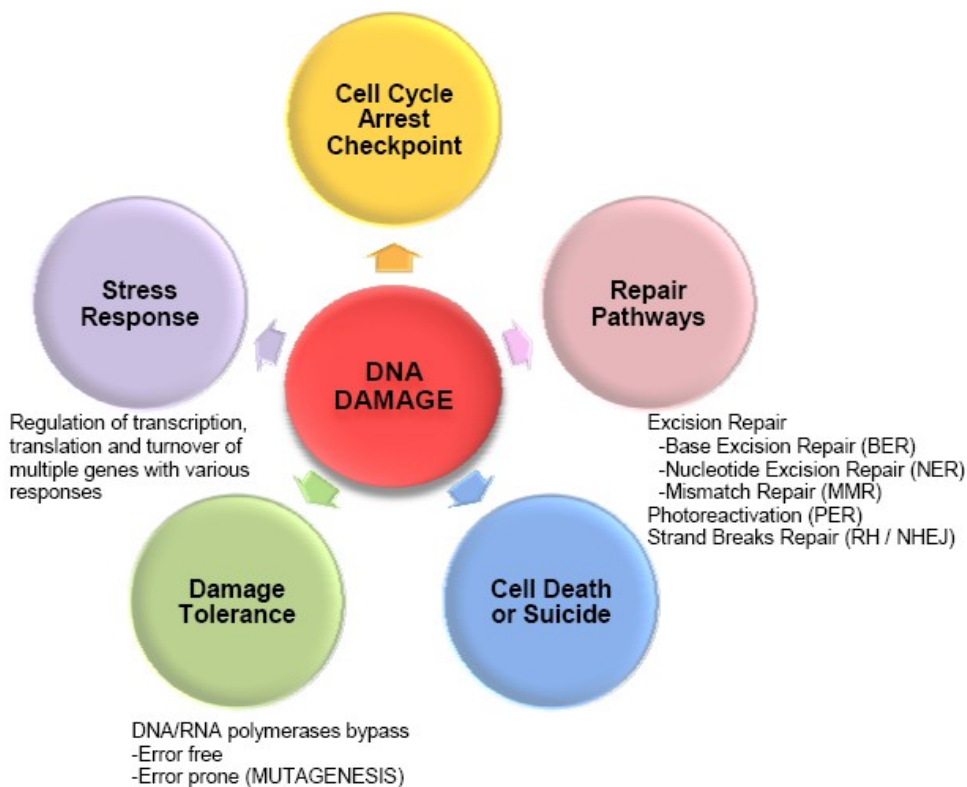 Cell Cycle
Arrest
Checkpoint
Stress
Response
Repair
Pathways
DNA
DAMAGE
Regulation of transcription,
translation and turnover of
multiple genes with various
responses
Excision Repair
-Base Excision Repair (BER)
-Nucleotide Excision Repair (NER)
-Mismatch Repair (MMR)
Photoreactivation (PER)
Strand Breaks Repair (RH / NHEJ)
Damage
Tolerance
Cell Death
or Suicide
DNA/RNA polymerases bypass
-Error free
-Error prone (MUTAGENESIS)